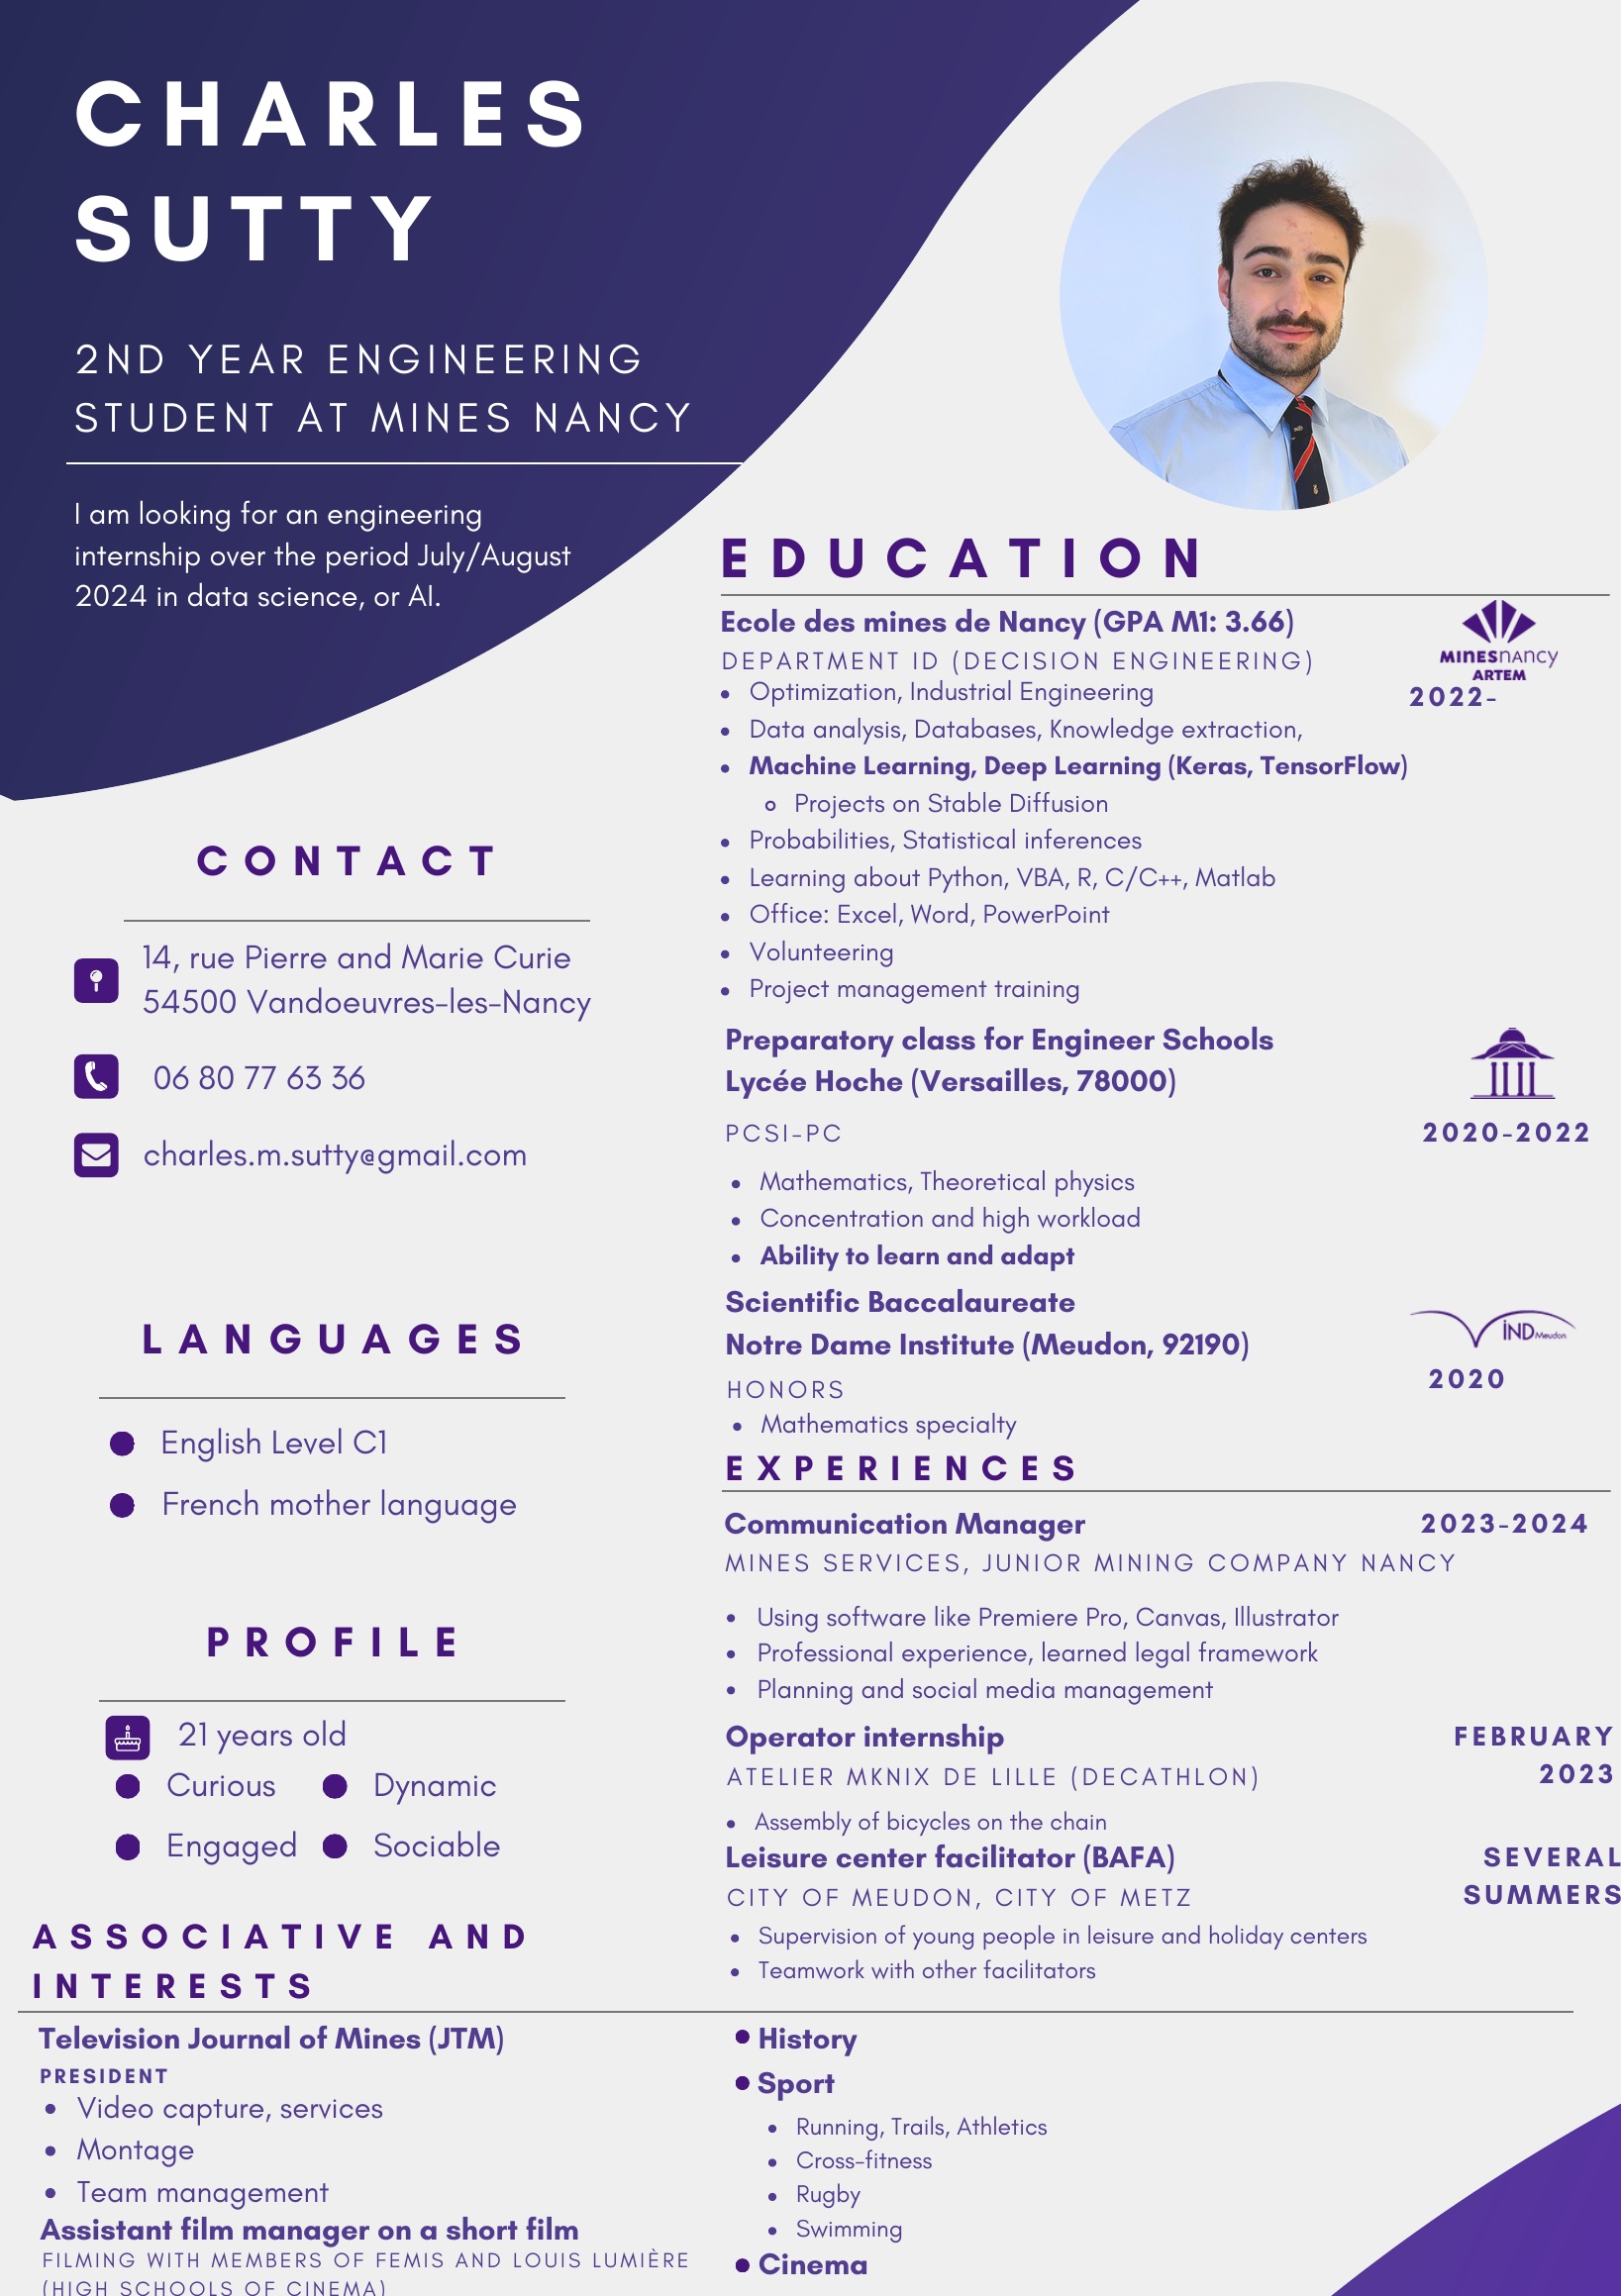 CHARLES
SUTTY
2ND YEAR ENGINEERING
STUDENT AT MINES NANCY
I am looking for an engineering
internship over the period July/August
2024 in data science, or AI.
CONTACT
14, rue Pierre and Marie Curie
54500 Vandoeuvres-les-Nancy
06 80 77 63 36
charles.m.sutty@gmail.com
LANGUAGES
English Level C1
French mother language
PROFILE
21 years old
Curious Dynamic
Engaged Sociable
EDUCATION
Ecole des mines de Nancy (GPA M1: 3.66)
DEPARTMENT ID (DECISION ENGINEERING)
MINESnancy
ARTEM
2022-
• Optimization, Industrial Engineering
• Data analysis, Databases, Knowledge extraction,
• Machine Learning, Deep Learning (Keras, TensorFlow)
Projects on Stable Diffusion
• Probabilities, Statistical inferences
• Learning about Python, VBA, R, C/C++, Matlab
• Office: Excel, Word, PowerPoint
• Volunteering
• Project management training
Preparatory class for Engineer Schools
Lycée Hoche (Versailles, 78000)
PCSI-PC
2020-2022
• Mathematics, Theoretical physics
• Concentration and high workload
• Ability to learn and adapt
Scientific Baccalaureate
Notre Dame Institute (Meudon, 92190)
iND Meudon
2020
HONORS
• Mathematics specialty
EXPERIENCES
Communication Manager 2023-2024
MINES SERVICES, JUNIOR MINING COMPANY NANCY
• Using software like Premiere Pro, Canvas, Illustrator
• Professional experience, learned legal framework
• Planning and social media management
Operator internship FEBRUARY
ATELIER MKNIX DE LILLE (DECATHLON) 2023
• Assembly of bicycles on the chain
Leisure center facilitator (BAFA) SEVERAL
CITY OF MEUDON, CITY OF METZ SUMMERS
• Supervision of young people in leisure and holiday centers
• Teamwork with other facilitators
ASSOCIATIVE AND
INTERESTS
Television Journal of Mines (JTM)
PRESIDENT
• Video capture, services
• Montage
• Team management
Assistant film manager on a short film
FILMING WITH MEMBERS OF FEMIS AND LOUIS LUMIÈRE
(HIGH SCHOOLS OF CINEMA)
• History
• Sport
• Running, Trails, Athletics
• Cross-fitness
• Rugby
• Swimming
• Cinema